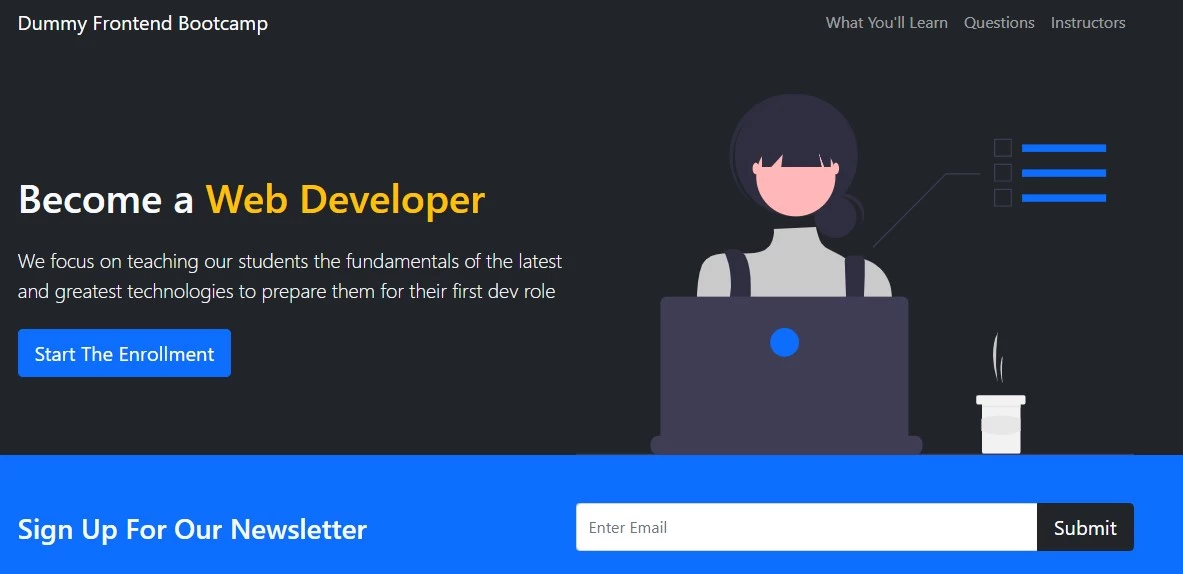 Dummy Frontend Bootcamp
What You'll Learn Questions Instructors
Become a Web Developer
We focus on teaching our students the fundamentals of the latest
and greatest technologies to prepare them for their first dev role
Start The Enrollment
Sign Up For Our Newsletter
Enter Email
Submit